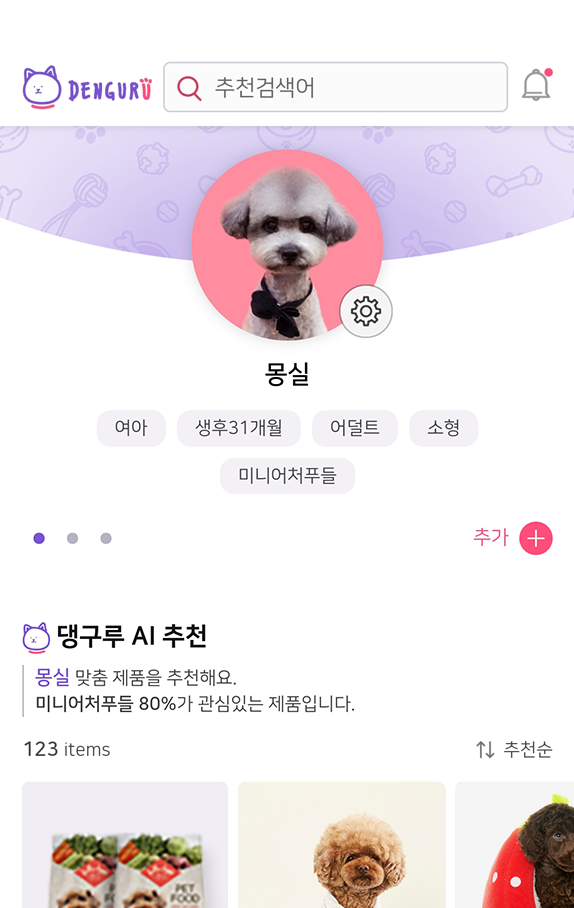 DENGURU
추천검색어
몽실
여아
생후31개월
어덜트
소형
미니어처푸들
추가
댕구루 AI 추천
몽실 맞춤 제품을 추천해요.
미니어처푸들 80%가 관심있는 제품입니다.
123 items
추천순
PET
FOOD